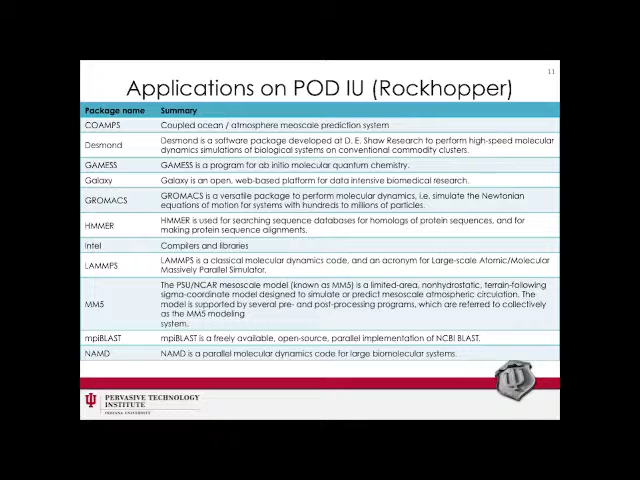 11
Applications on POD IU (Rockhopper)
Package name Summary
COAMPS Coupled ocean / atmosphere meoscale prediction system
Desmond Desmond is a software package developed at D. E. Shaw Research to perform high-speed molecular
dynamics simulations of biological systems on conventional commodity clusters.
GAMESS GAMESS is a program for ab initio molecular quantum chemistry.
Galaxy Galaxy is an open, web-based platform for data intensive biomedical research.
GROMACS GROMACS is a versatile package to perform molecular dynamics, i.e. simulate the Newtonian
equations of motion for systems with hundreds to millions of particles.
HMMER HMMER is used for searching sequence databases for homologs of protein sequences, and for
making protein sequence alignments.
Intel Compilers and libraries
LAMMPS LAMMPS is a classical molecular dynamics code, and an acronym for Large-scale Atomic/Molecular
Massively Parallel Simulator.
MM5 The PSU/NCAR mesoscale model (known as MM5) is a limited-area, nonhydrostatic, terrain-following
sigma-coordinate model designed to simulate or predict mesoscale atmospheric circulation. The
model is supported by several pre- and post-processing programs, which are referred to collectively
as the MM5 modeling
system.
mpiBLAST mpiBLAST is a freely available, open-source, parallel implementation of NCBI BLAST.
NAMD NAMD is a parallel molecular dynamics code for large biomolecular systems.
PERVASIVE TECHNOLOGY
INSTITUTE
INDIANA UNIVERSITY